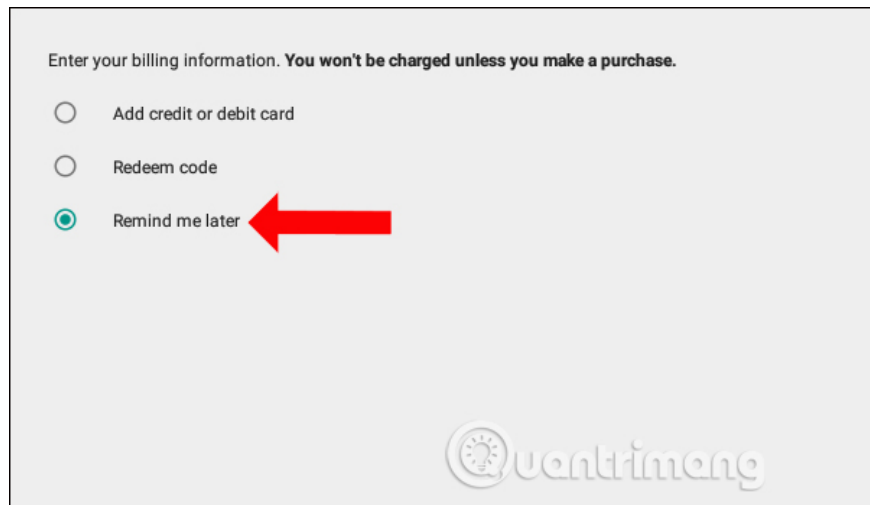 Enter your billing information. You won't be charged unless you make a purchase.
Add credit or debit card
Redeem code
Remind me later
Quantrimang